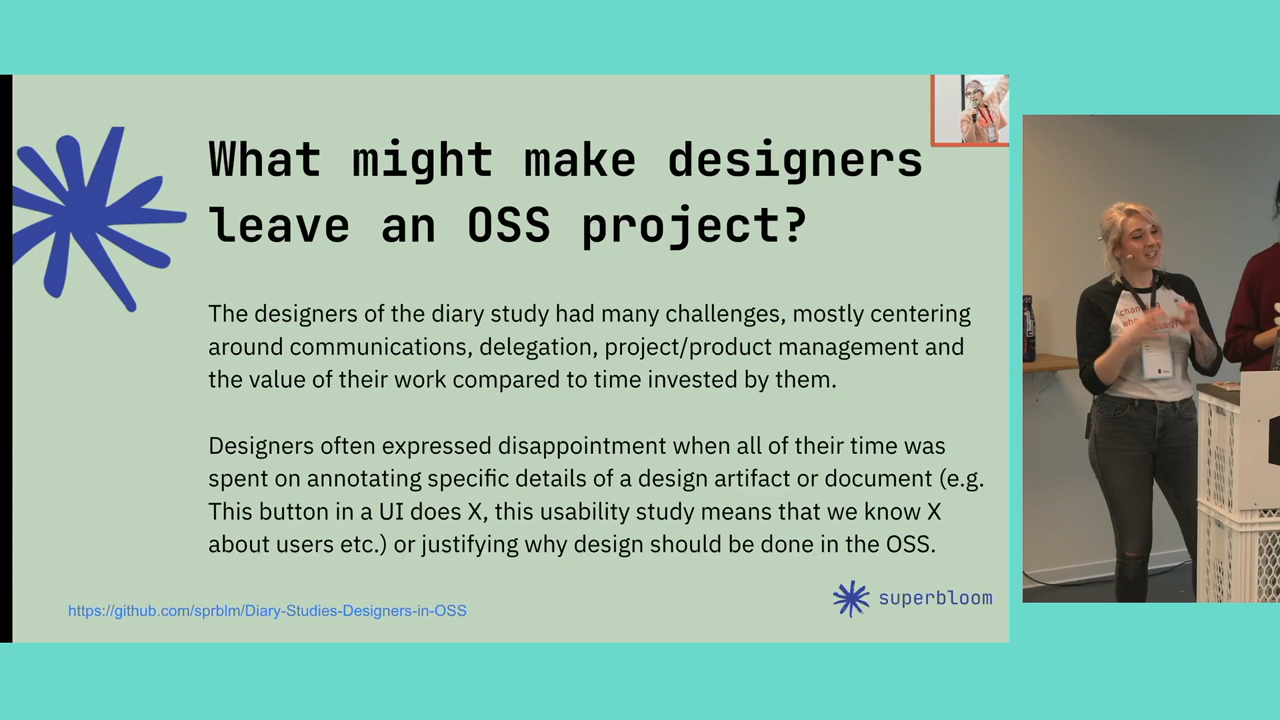 What might make designers
leave an OSS project?
The designers of the diary study had many challenges, mostly centering
around communications, delegation, project/product management and
the value of their work compared to time invested by them.
Designers often expressed disappointment when all of their time was
spent on annotating specific details of a design artifact or document (e.g.
This button in a UI does X, this usability study means that we know X
about users etc.) or justifying why design should be done in the OSS.
https://github.com/sprblm/Diary-Studies-Designers-in-OSS
superbloom